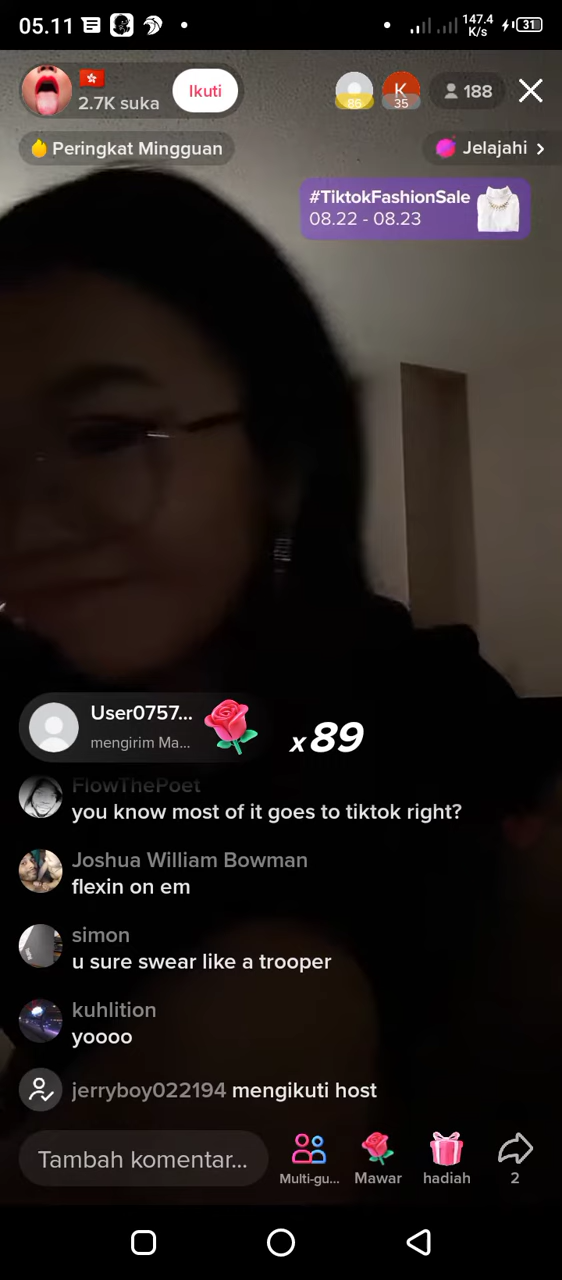 05.11
147.4
K/s
31
2.7K suka
Ikuti
85
K
35
188
Peringkat Mingguan
Jelajahi
#TiktokFashionSale
08.22 - 08.23
User0757...
mengirim Ma...
x89
FlowThePoet
you know most of it goes to tiktok right?
Joshua William Bowman
flexin on em
simon
u sure swear like a trooper
kuhlition
yoooo
jerryboy022194 mengikuti host
Tambah komentar...
Multi-gu...
Mawar
hadiah
2